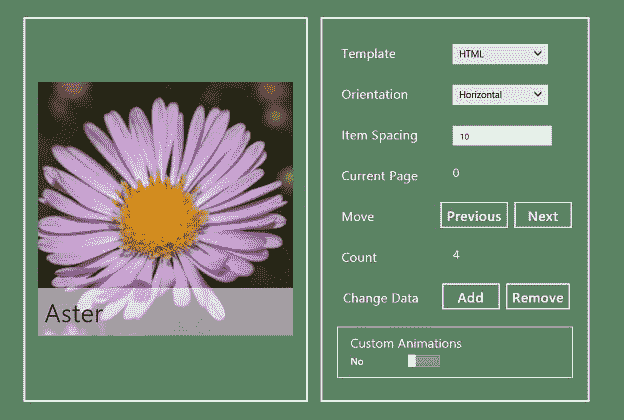 Aster
Template HTML
Orientation Horizontal
Item Spacing 10
Current Page 0
Move Previous Next
Count 4
Change Data Add Remove
Custom Animations
No